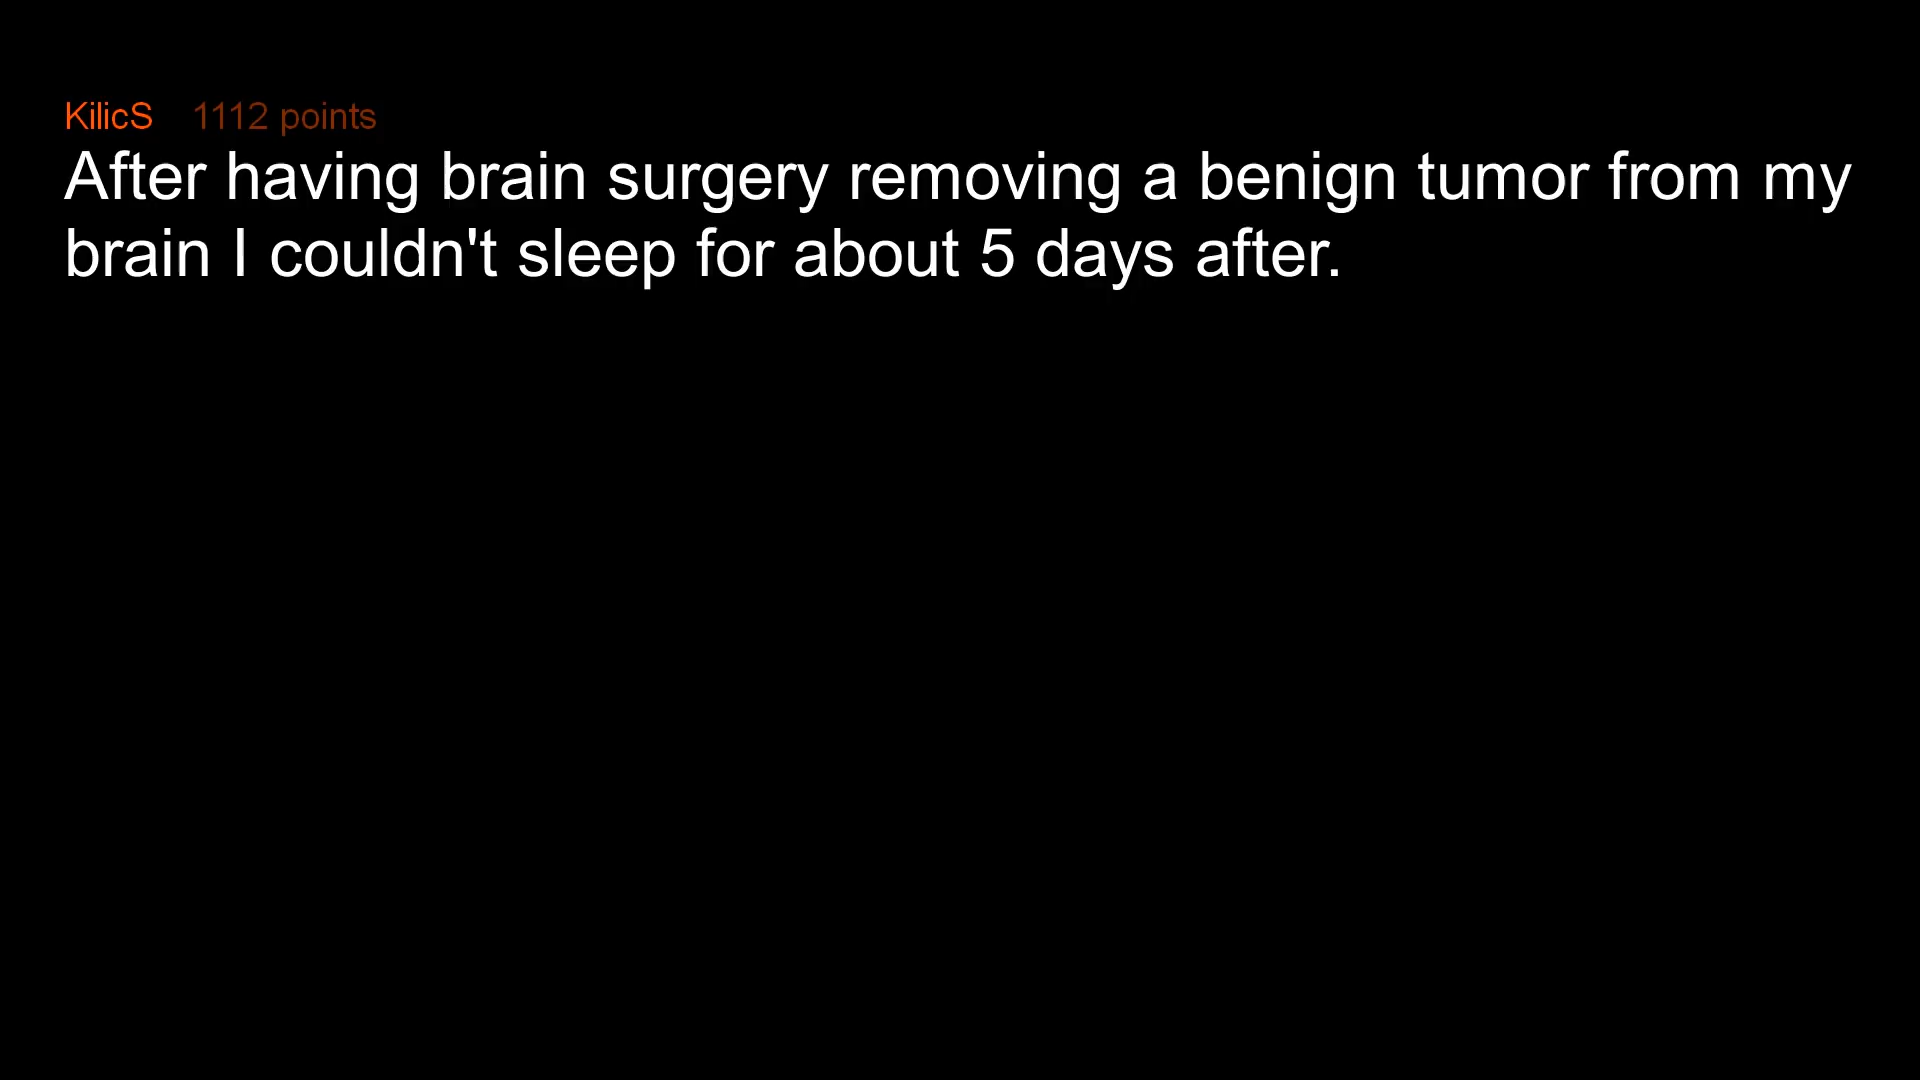 KilicS 1112 points
After having brain surgery removing a benign tumor from my
brain I couldn't sleep for about 5 days after.